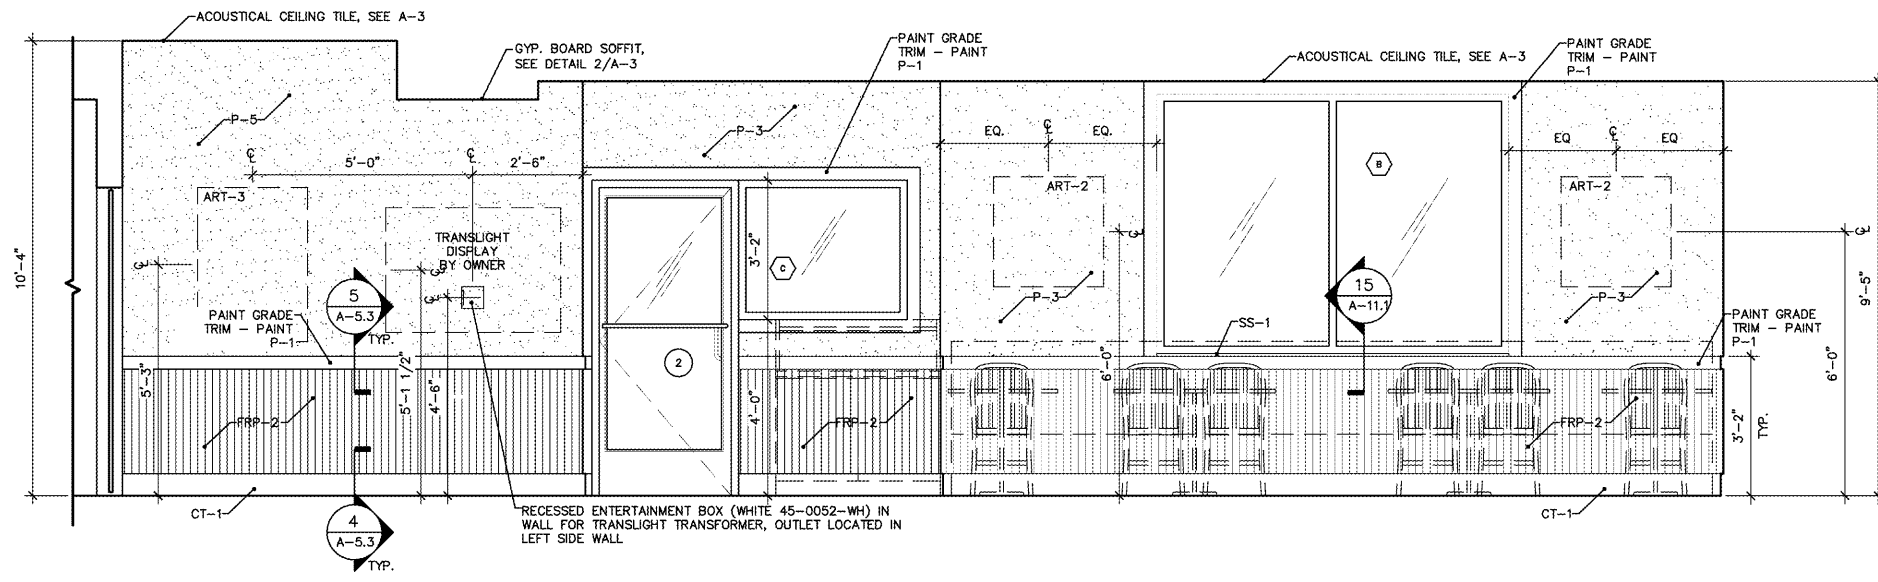 ACOUSTICAL CEILING TILE, SEE A-3
GYP. BOARD SOFFIT,
SEE DETAIL 2/A-3
PAINT GRADE
TRIM - PAINT
P-1
ACOUSTICAL CEILING TILE, SEE A-3
PAINT GRADE
TRIM - PAINT
P-1
P-5
P-3
EQ.
EQ.
EQ
EQ
5'-0"
2'-6"
ART-3
ART-2
ART-2
B
TRANSLIGHT
DISPLAY
BY OWNER
3'-2"
C
10'-4"
9'-5"
5
A-5.3
TYP.
15
A-11.1
P-3
P-3
PAINT GRADE
TRIM - PAINT
P-1
SS-1
PAINT GRADE
TRIM - PAINT
P-1
2
5'-3"
5'-1 1/2"
4'-6"
4'-0"
6'-0"
6'-0"
3'-2"
TYP.
FRP-2
FRP-2
FRP-2
CT-1
CT-1
RECESSED ENTERTAINMENT BOX (WHITE 45-0052-WH) IN
WALL FOR TRANSLIGHT TRANSFORMER, OUTLET LOCATED IN
LEFT SIDE WALL
4
A-5.3
TYP.